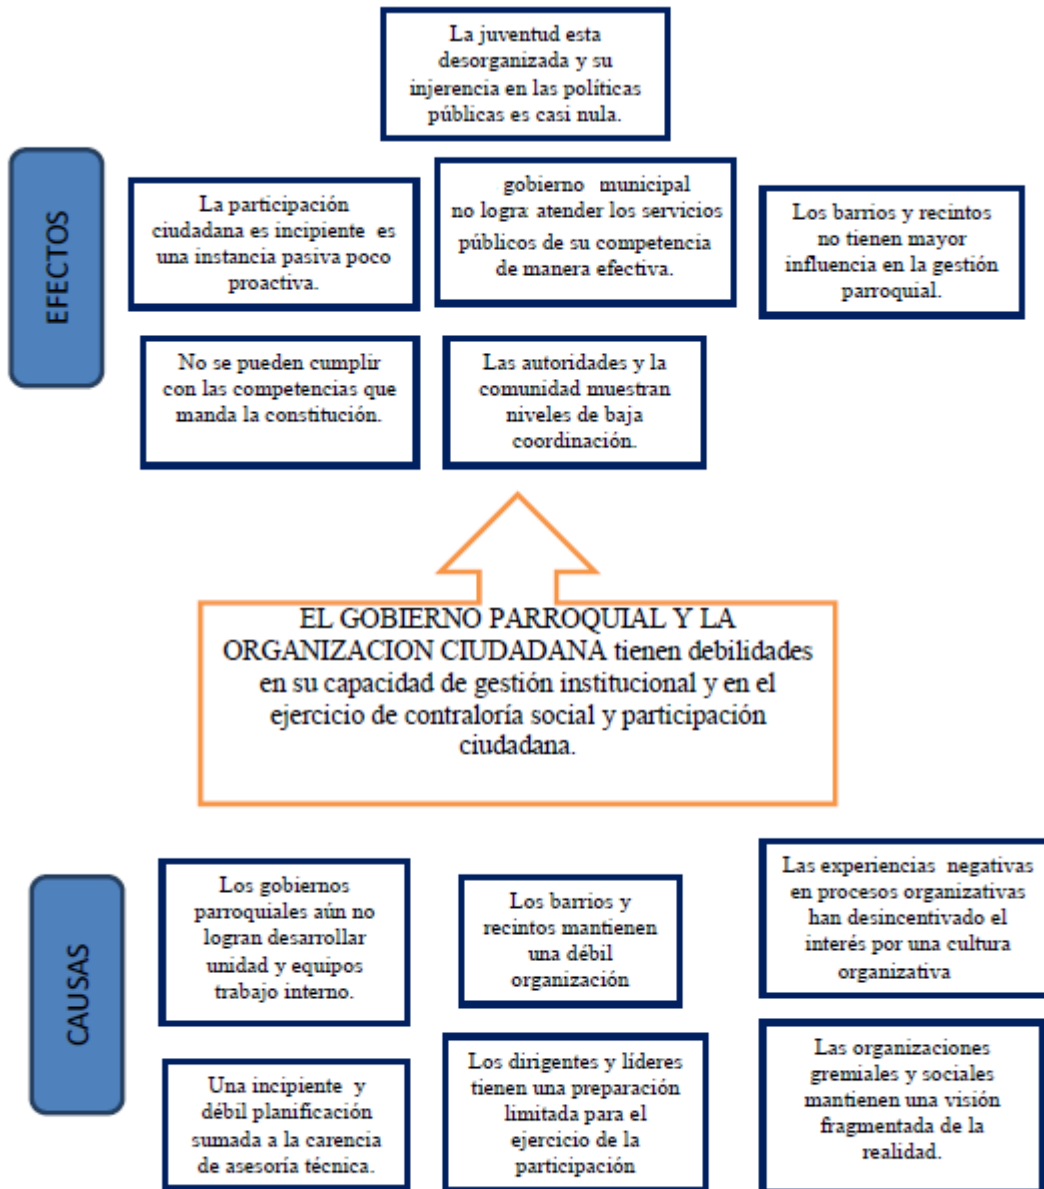 La juventud esta
desorganizada y su
injerencia en las políticas
públicas es casi nula.
EFECTOS
La participación
ciudadana es incipiente es
una instancia pasiva poco
proactiva.
gobierno municipal
no logra atender los servicios
públicos de su competencia
de manera efectiva.
Los barrios y recintos
no tienen mayor
influencia en la gestión
parroquial.
No se pueden cumplir
con las competencias que
manda la constitución.
Las autoridades y la
comunidad muestran
niveles de baja
coordinación.
EL GOBIERNO PARROQUIAL Y LA
ORGANIZACION CIUDADANA tienen debilidades
en su capacidad de gestión institucional y en el
ejercicio de contraloría social y participación
ciudadana.
CAUSAS
Los gobiernos
parroquiales aún no
logran desarrollar
unidad y equipos
trabajo interno.
Los barrios y
recintos mantienen
una débil
organización
Las experiencias negativas
en procesos organizativas
han desincentivado el
interés por una cultura
organizativa
Una incipiente y
débil planificación
sumada a la carencia
de asesoría técnica.
Los dirigentes y líderes
tienen una preparación
limitada para el
ejercicio de la
participación
Las organizaciones
gremiales y sociales
mantienen una visión
fragmentada de la
realidad.